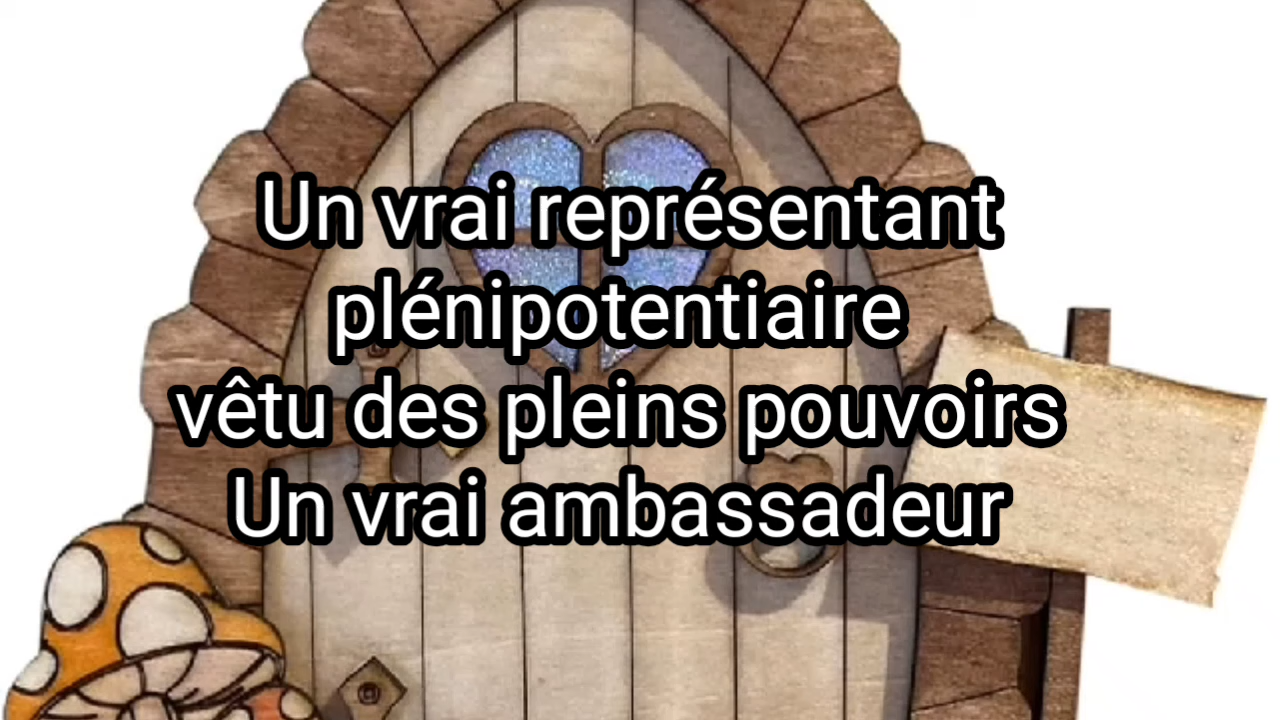 Un vrai représentant
plénipotentiaire
vêtu des pleins pouvoirs
Un vrai ambassadeur